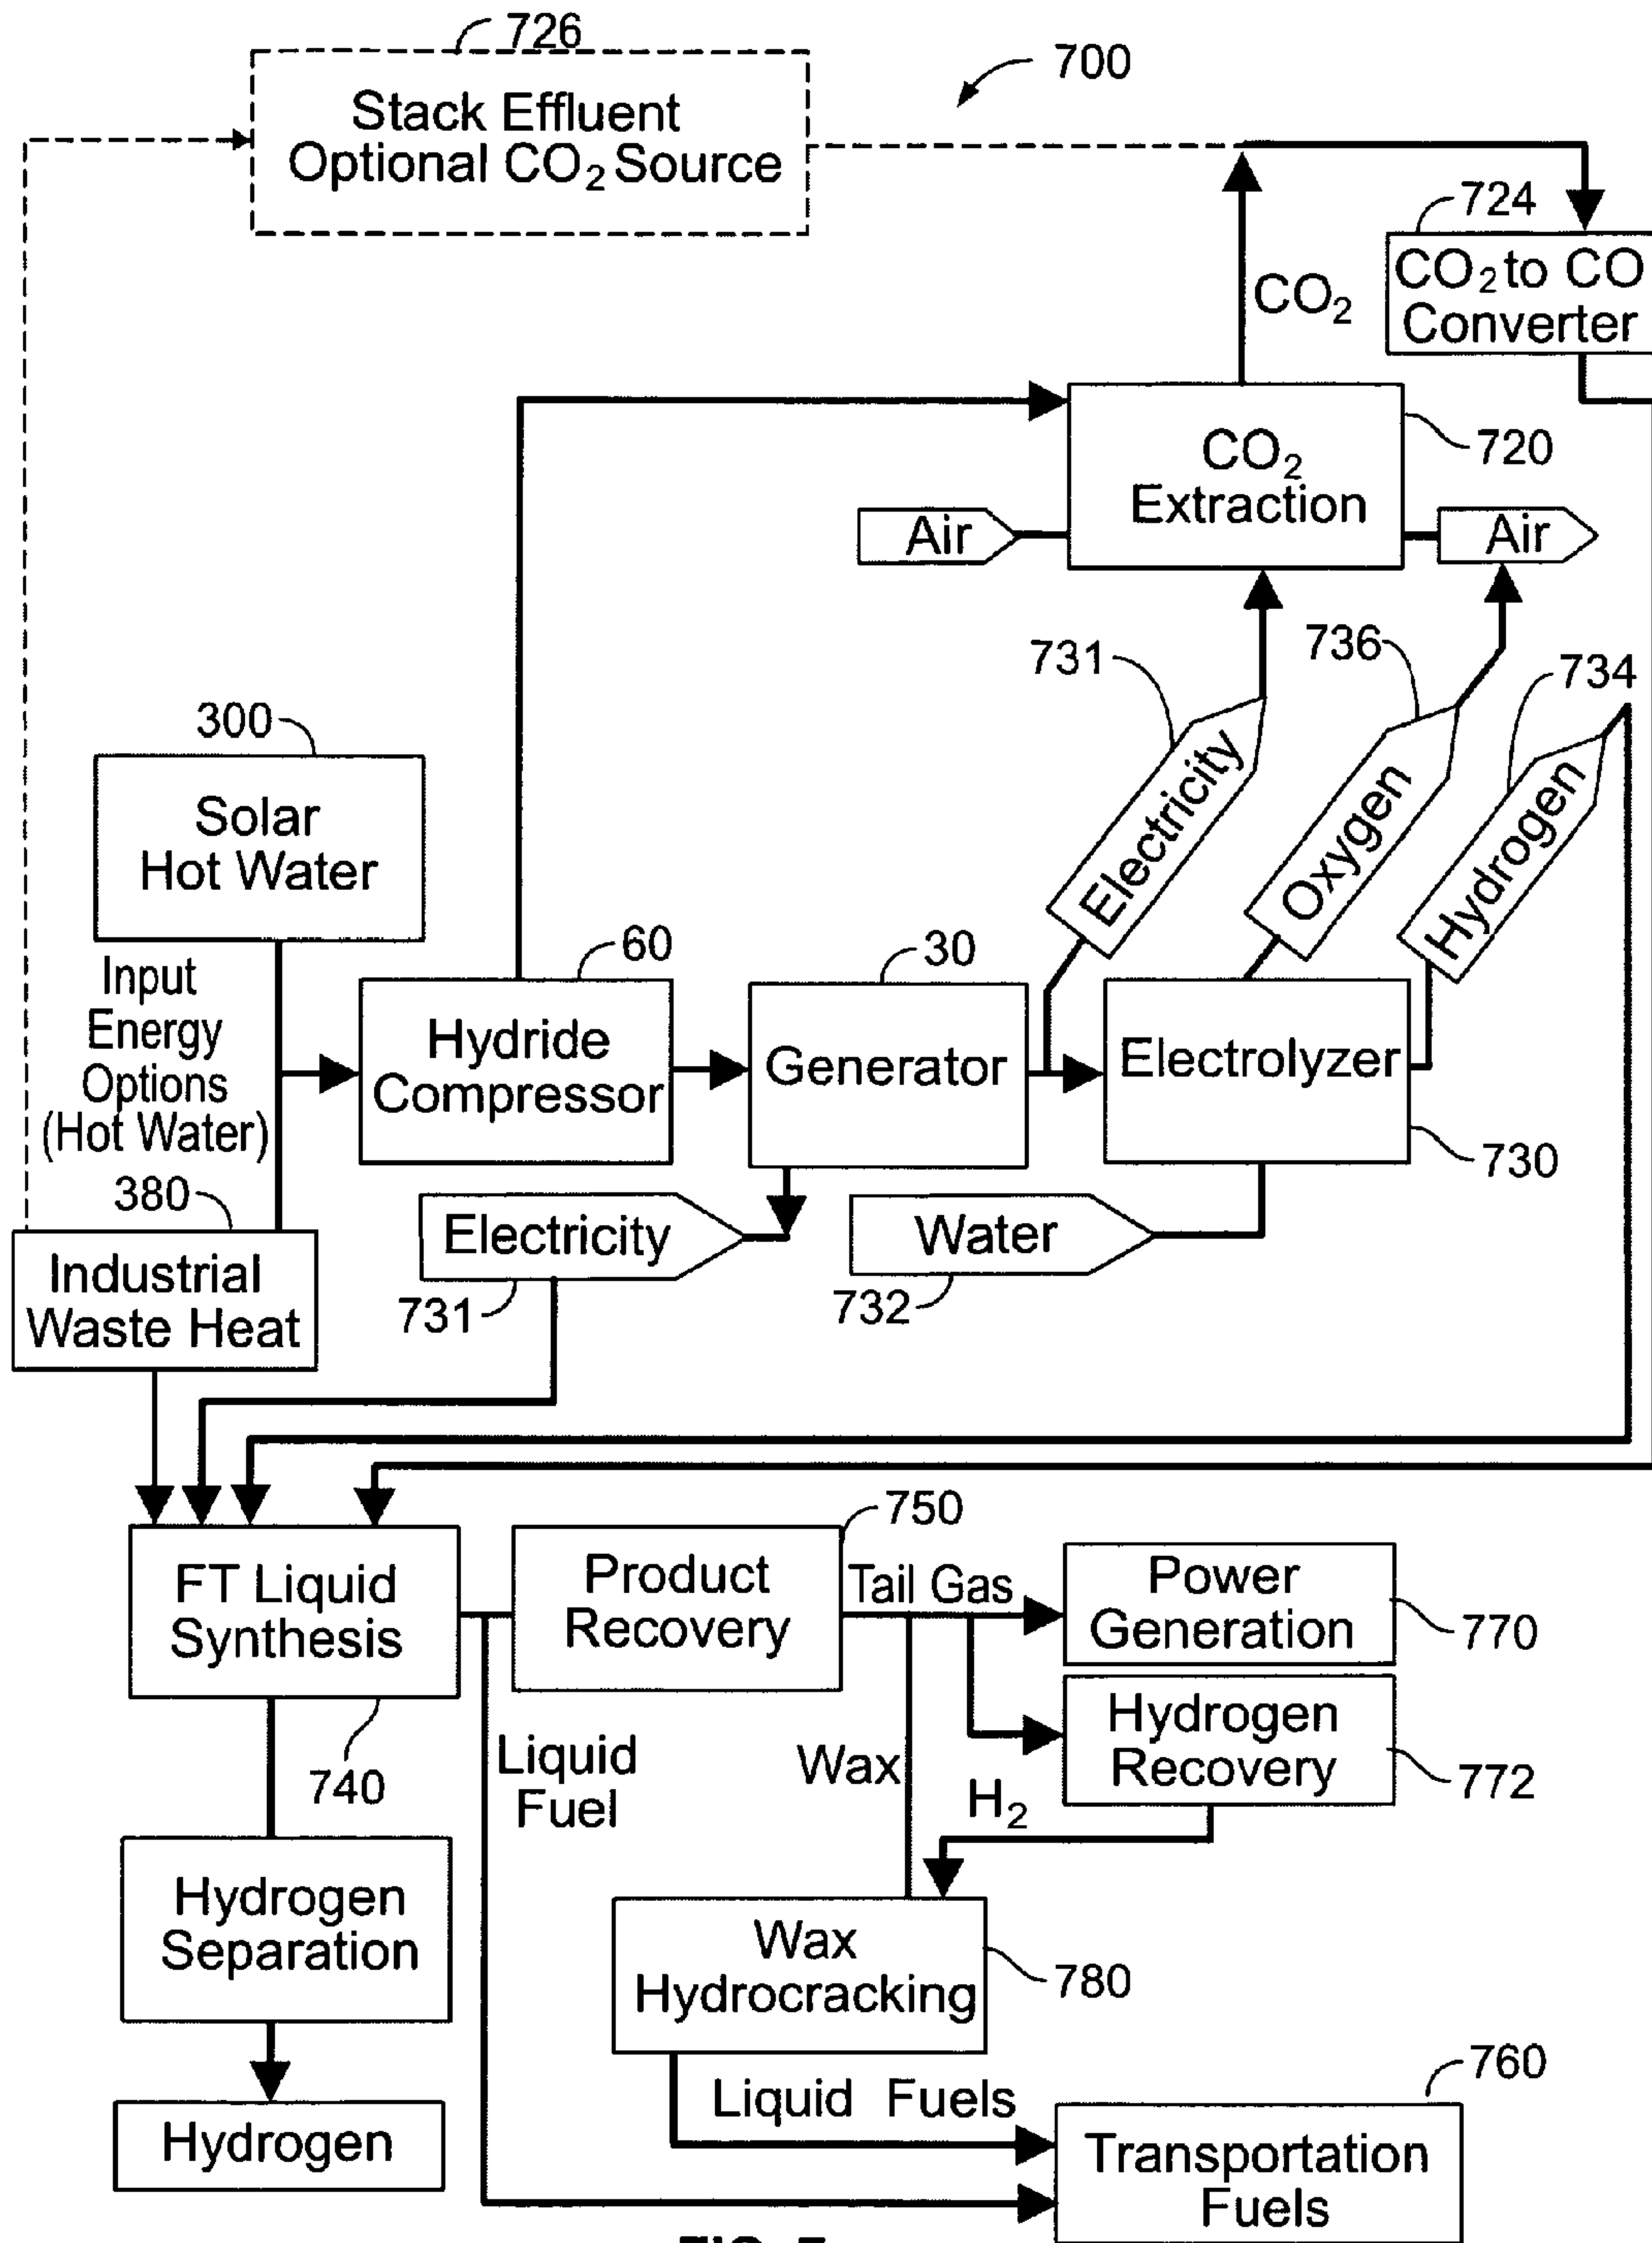 726
700
Stack Effluent
Optional CO₂ Source
724
CO₂ to CO
Converter
CO₂
720
CO₂
Extraction
Air
Air
731
736
734
300
Solar
Hot Water
Electricity
Oxygen
Hydrogen
Input
Energy
Options
(Hot Water)
60
30
Hydride
Compressor
Generator
Electrolyzer
730
380
Electricity
Water
Industrial
Waste Heat
731
732
750
FT Liquid
Synthesis
Product
Recovery
Tail Gas
Power
Generation
770
740
Liquid
Fuel
Wax
H₂
Hydrogen
Recovery
772
Hydrogen
Separation
Wax
Hydrocracking
780
760
Liquid Fuels
Hydrogen
Transportation
Fuels